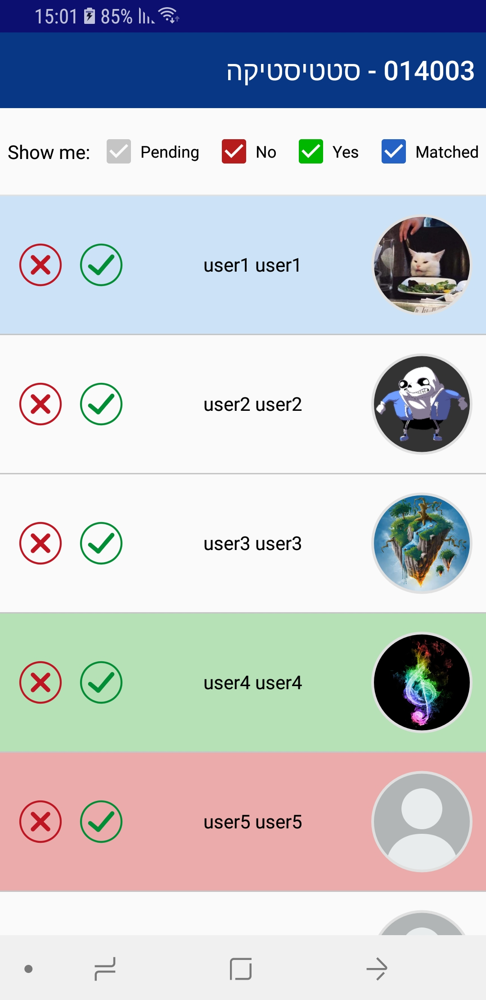 15:01 85%
014003 - סטטיסטיקה
Show me: Pending No Yes Matched
user1 user1
user2 user2
user3 user3
user4 user4
user5 user5